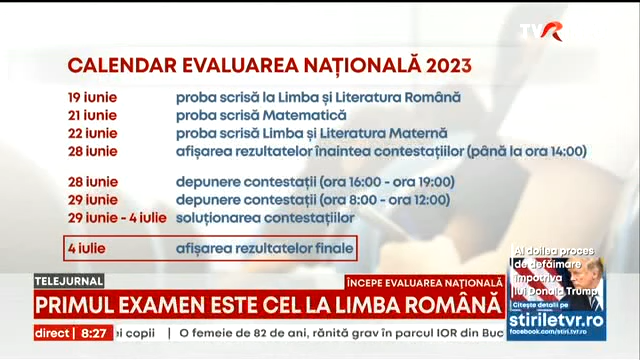 TVR
CALENDAR EVALUAREA NAȚIONALĂ 2023
19 iunie proba scrisă la Limba și Literatura Română
21 iunie proba scrisă Matematică
22 iunie proba scrisă Limba și Literatura Maternă
28 iunie afișarea rezultatelor înaintea contestațiilor (până la ora 14:00)
28 iunie depunere contestații (ora 16:00 - ora 19:00)
29 iunie depunere contestații (ora 8:00 - ora 12:00)
29 iunie - 4 iulie soluționarea contestațiilor
4 iulie afișarea rezultatelor finale
Al doilea proces
de defăimare
împotriva
lui Donald Trump
Citește detalii pe
stiriletvr.ro
facebook.com/stiri.tvr.ro
TELEJURNAL
ÎNCEPE EVALUAREA NAȚIONALĂ
PRIMUL EXAMEN ESTE CEL LA LIMBA ROMÂNĂ
direct 8:27 ei copii O femeie de 82 de ani, rănită grav în parcul IOR din Buc